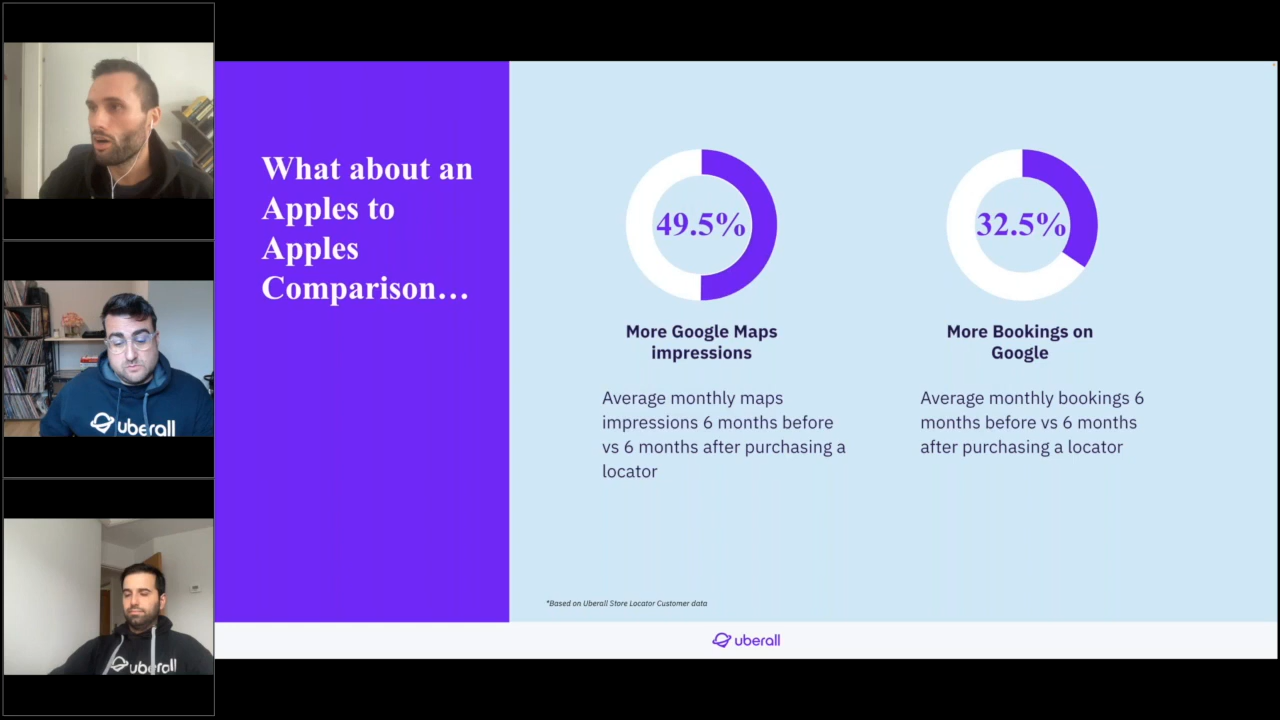 What about an
Apples to
Apples
Comparison…
49.5%
More Google Maps
impressions
Average monthly maps
impressions 6 months before
vs 6 months after purchasing a
locator
32.5%
More Bookings on
Google
Average monthly bookings 6
months before vs 6 months
after purchasing a locator
*Based on Uberall Store Locator Customer data
uberall
uberall
uberall